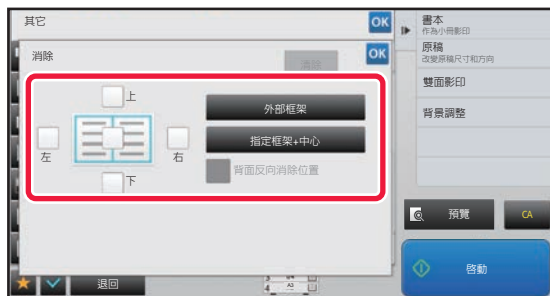 其它
OK
消除
OK
消除
上
左
右
下
外部框架
指定框架+中心
背面反向消除位置
退回
書本
作為小冊影印
原稿
改變原稿尺寸和方向
雙面影印
背景調整
預覽
CA
啓動